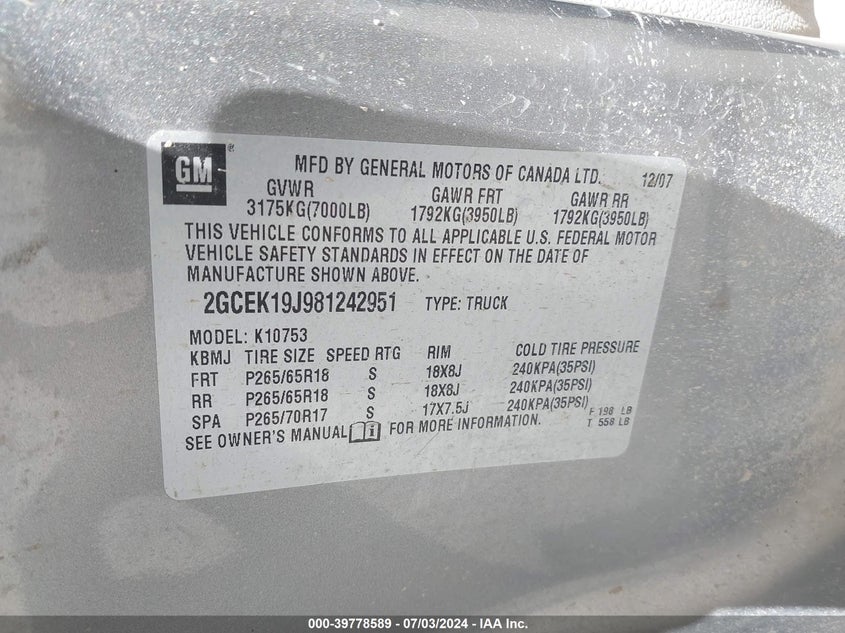 GM ® MFD BY GENERAL MOTORS OF CANADA LTD. 12/07
GVWR GAWR FRT GAWR RR
3175KG(7000LB) 1792KG(3950LB) 1792KG(3950LB)
THIS VEHICLE CONFORMS TO ALL APPLICABLE U.S. FEDERAL MOTOR
VEHICLE SAFETY STANDARDS IN EFFECT ON THE DATE OF
MANUFACTURE SHOWN ABOVE.
2GCEK19J981242951 TYPE: TRUCK
MODEL: K10753
KBMJ TIRE SIZE SPEED RTG RIM COLD TIRE PRESSURE
FRT P265/65R18 S 18X8J 240KPA(35PSI)
RR P265/65R18 S 18X8J 240KPA(35PSI)
SPA P265/70R17 S 17X7.5J 240KPA(35PSI)
SEE OWNER'S MANUAL FOR MORE INFORMATION.
F 198 LB
T 558 LB
000-39778589 / 07/03/2024 - IAA Inc.